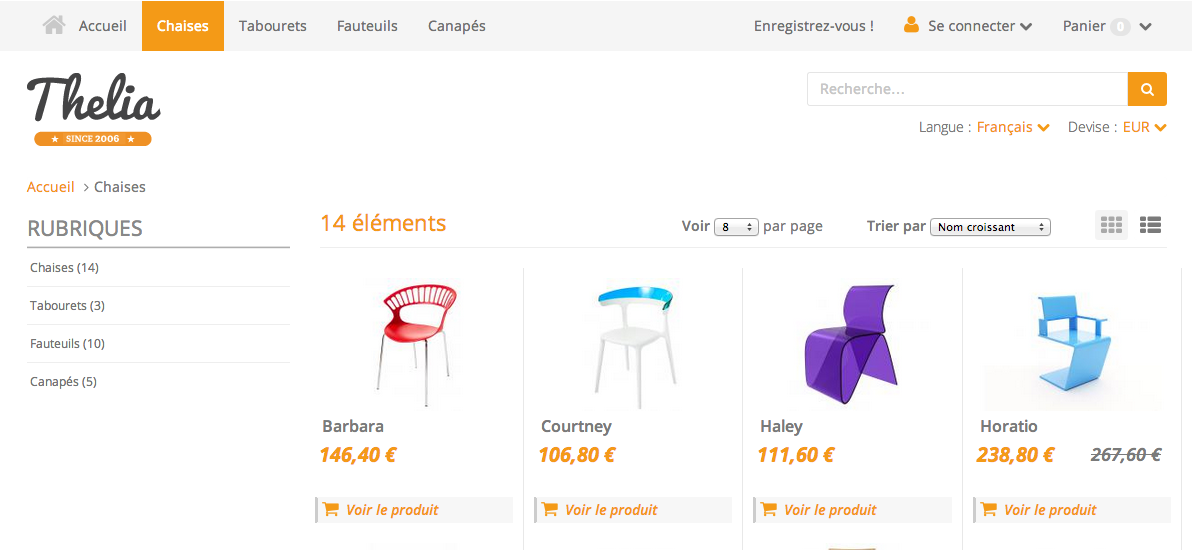 Accueil Chaises Tabourets Fauteuils Canapés Enregistrez-vous ! Se connecter Panier 0
Thelia
SINCE 2006
Recherche...
Langue : Français Devise : EUR
Accueil > Chaises
RUBRIQUES
Chaises (14)
Tabourets (3)
Fauteuils (10)
Canapés (5)
14 éléments Voir 8 par page Trier par Nom croissant
Barbara Courtney Haley Horatio
146,40 € 106,80 € 111,60 € 238,80 € 267,60 €
Voir le produit Voir le produit Voir le produit Voir le produit